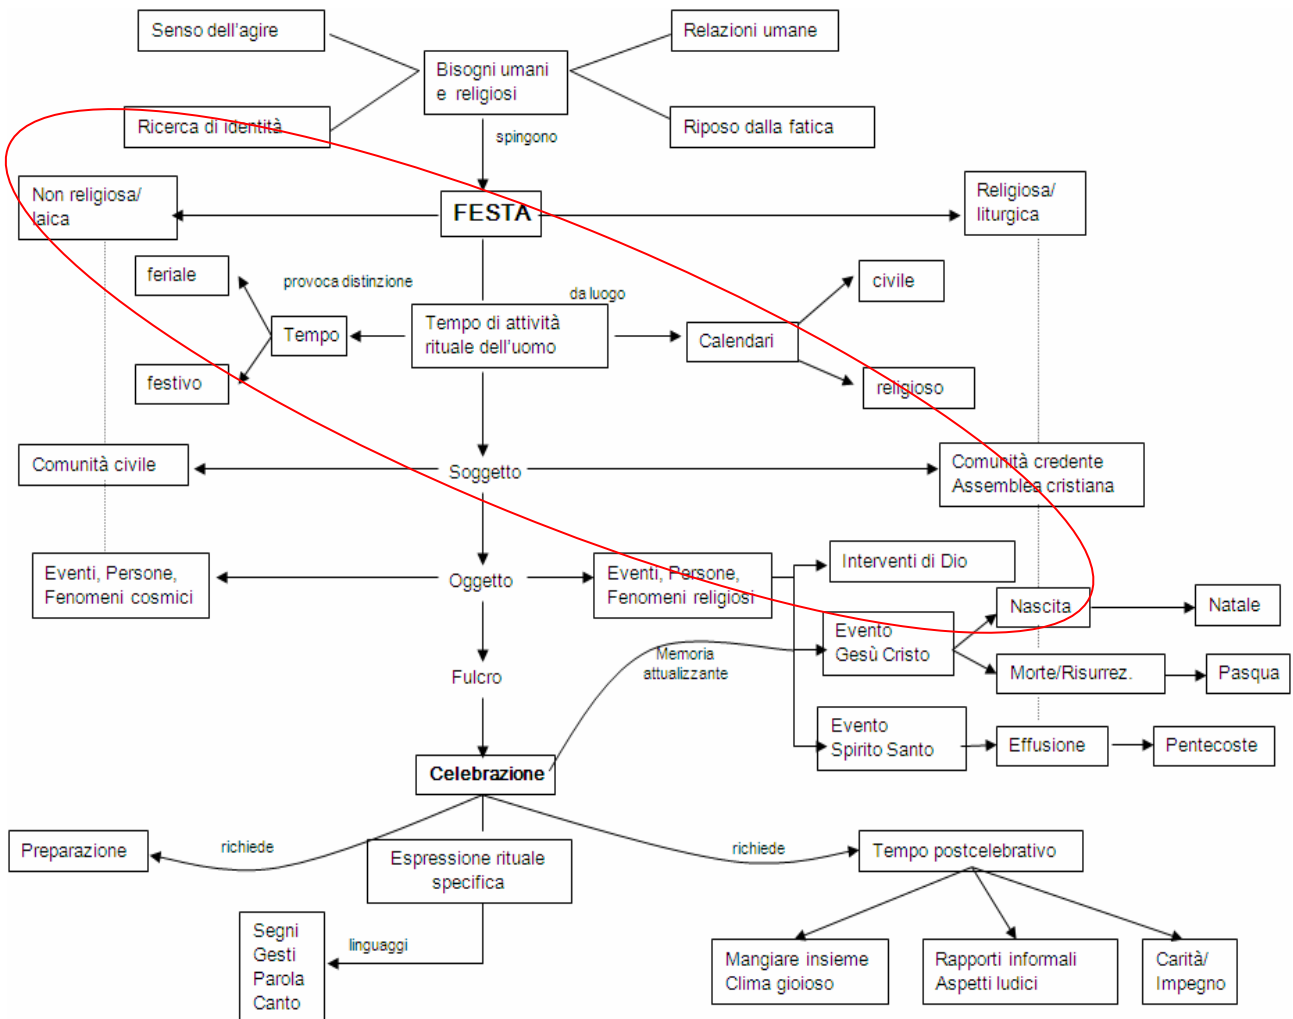 Senso dell'agire
Relazioni umane
Bisogni umani
e religiosi
Ricerca di identità
Riposo dalla fatica
spingono
Non religiosa/
laica
FESTA
Religiosa/
liturgica
feriale
provoca distinzione
da luogo
civile
Tempo
Tempo di attività
rituale dell'uomo
Calendari
festivo
religioso
Comunità civile
Soggetto
Comunità credente
Assemblea cristiana
Eventi, Persone,
Fenomeni cosmici
Oggetto
Eventi, Persone,
Fenomeni religiosi
Interventi di Dio
Nascita
Natale
Evento
Gesù Cristo
Memoria
attualizzante
Fulcro
Morte/Risurrez.
Pasqua
Evento
Spirito Santo
Effusione
Pentecoste
Celebrazione
Preparazione
richiede
Espressione rituale
specifica
richiede
Tempo postcelebrativo
Segni
Gesti
Parola
Canto
linguaggi
Mangiare insieme
Clima gioioso
Rapporti informali
Aspetti ludici
Carità/
Impegno